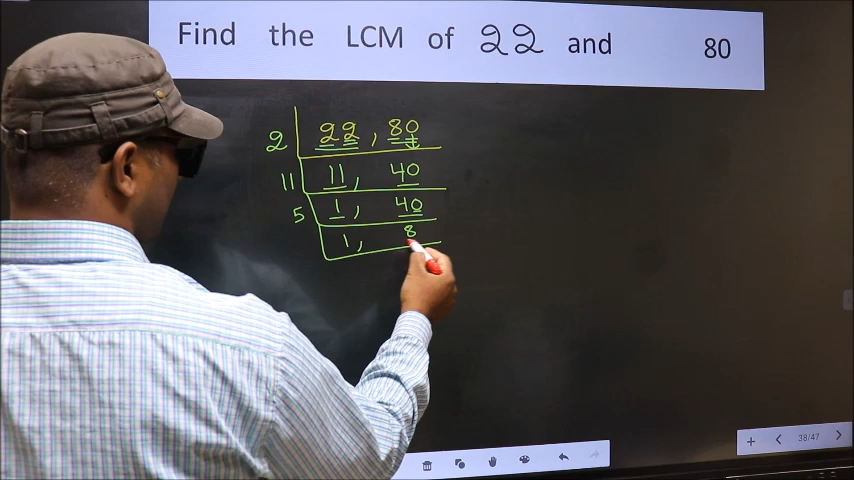 Find the LCM of 22 and 80
2 22, 80
11 11, 40
5 1, 40
1, 8
+ < 38/47 >